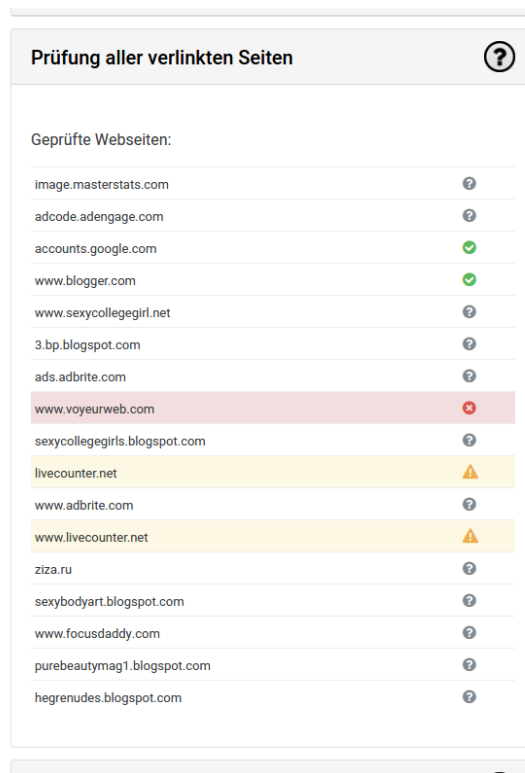 Prüfung aller verlinkten Seiten
Geprüfte Webseiten:
image.masterstats.com
adcode.adengage.com
accounts.google.com
www.blogger.com
www.sexycollegegirl.net
3.bp.blogspot.com
ads.adbrite.com
www.voyeurweb.com
sexycollegegirls.blogspot.com
livecounter.net
www.adbrite.com
www.livecounter.net
ziza.ru
sexybodyart.blogspot.com
www.focusdaddy.com
purebeautymag1.blogspot.com
hegrenudes.blogspot.com